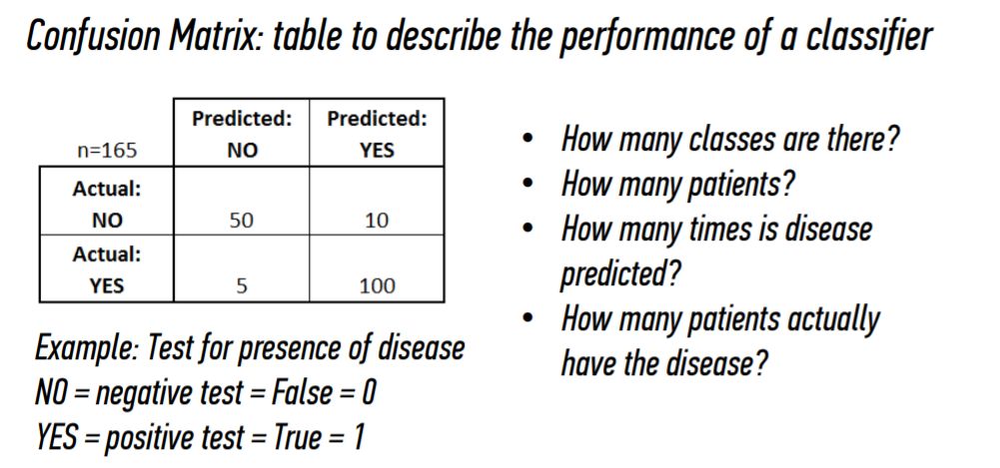 Confusion Matrix: table to describe the performance of a classifier
Predicted: Predicted:
n=165 NO YES
Actual:
NO 50 10
Actual:
YES 5 100
Example: Test for presence of disease
NO = negative test = False = 0
YES = positive test = True = 1
• How many classes are there?
• How many patients?
• How many times is disease
predicted?
• How many patients actually
have the disease?